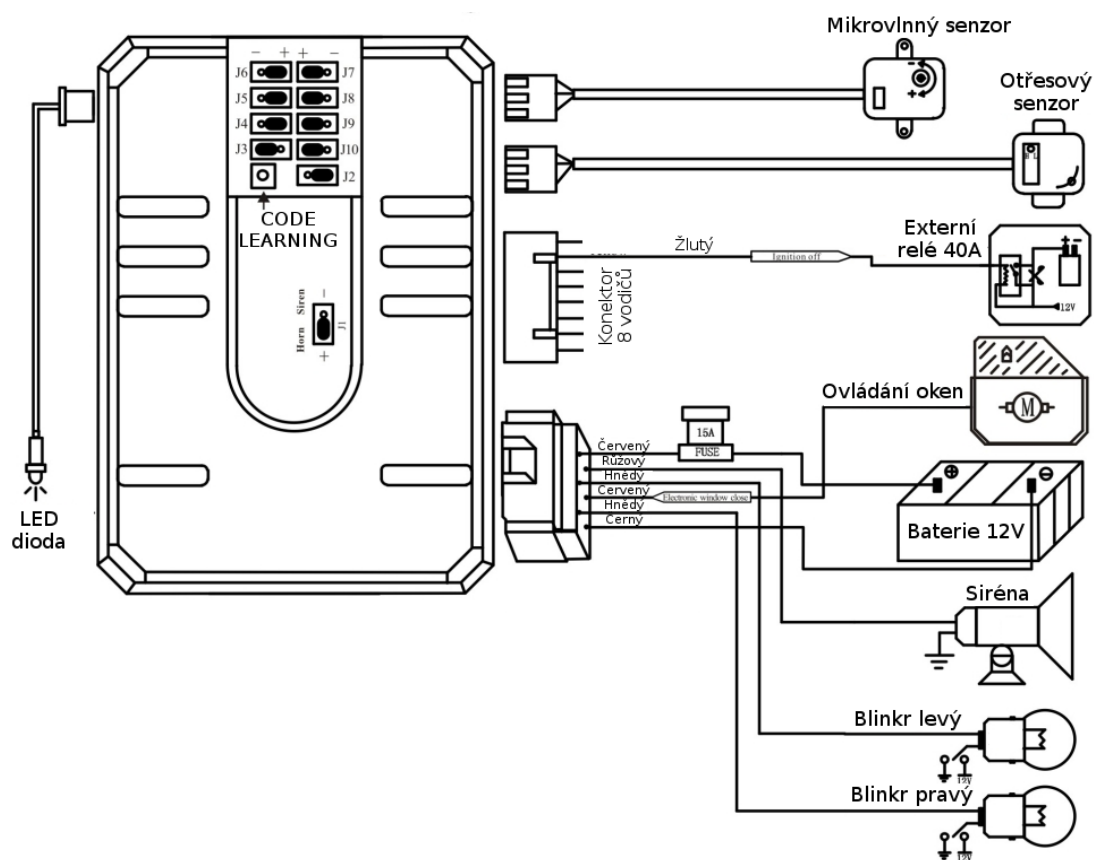 Mikrovlnný senzor
Otřesový
senzor
- + + -
J6 J7
J5 J8
J4 J9
J3 J10
J2
CODE
LEARNING
H L
- +
Externí
relé 40A
+ -
12V
Žlutý
Ignition off
Konektor
8 vodičů
Siren -
Horn +
J1
Ovládání oken
M
15A
FUSE
Červený
Růžový
Hnědý
Červený
Electronic window close
Hnědý
Černý
Baterie 12V
LED
dioda
Siréna
Blinkr levý
12V
Blinkr pravý
12V